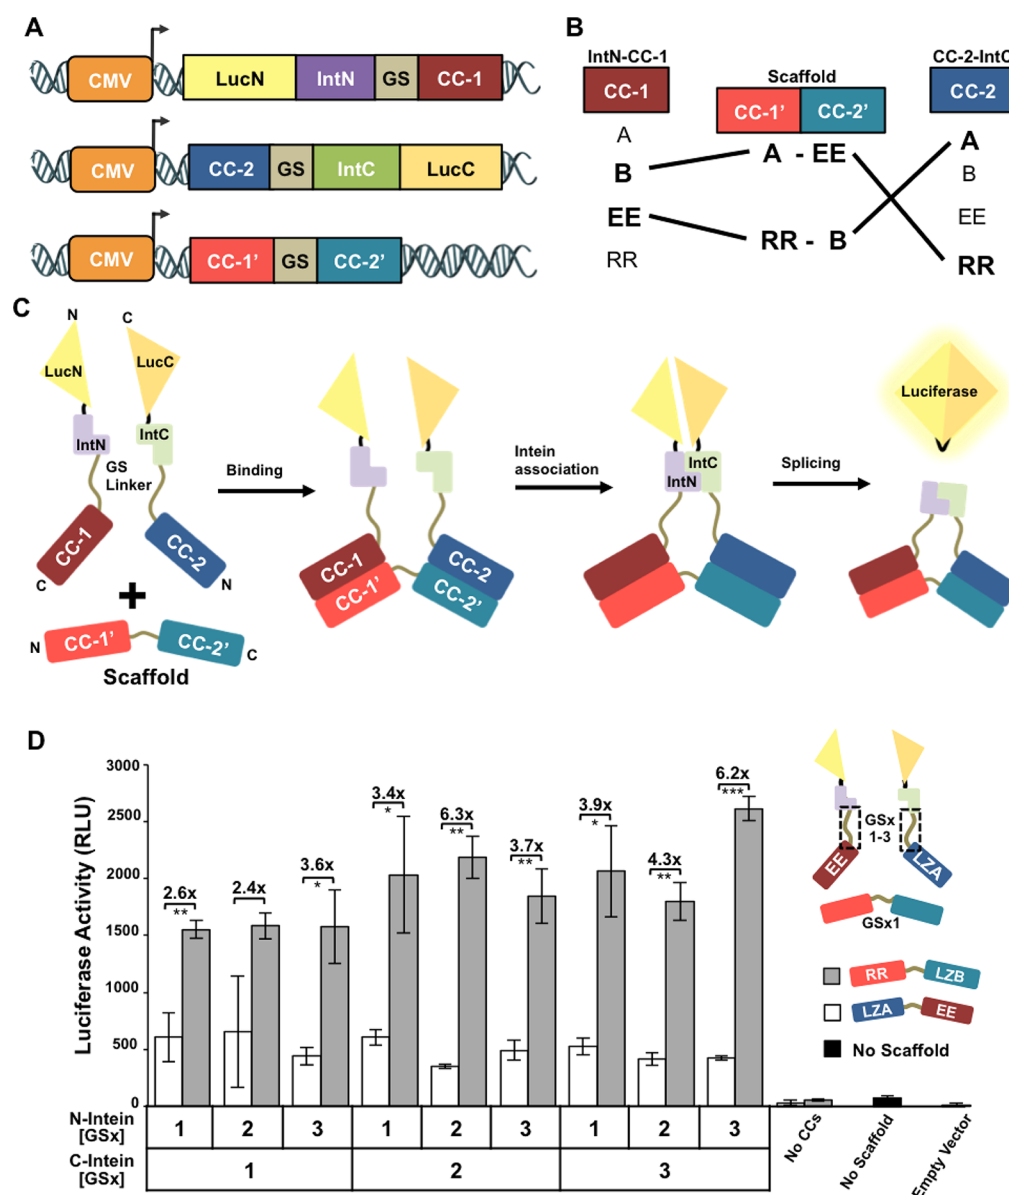 A
CMV LucN IntN GS CC-1
CMV CC-2 GS IntC LucC
CMV CC-1' GS CC-2'
B
IntN-CC-1 CC-2-IntC
Scaffold
CC-1 CC-1' CC-2' CC-2
A
B
EE
RR
A - EE
RR - B
A
B
EE
RR
C
N C
LucN LucC
IntN IntC
GS
Linker
CC-1 CC-2
C N
+
N CC-1' CC-2' C
Scaffold
Binding
CC-1 CC-2
CC-1' CC-2'
Intein
association
IntC
IntN
Splicing
Luciferase
D
Luciferase Activity (RLU)
3000
2500
2000
1500
1000
500
0
2.6x
**
2.4x
3.6x
*
3.4x
*
6.3x
**
3.7x
**
3.9x
*
4.3x
**
6.2x
***
N-Intein
[GSx]
1 2 3 1 2 3 1 2 3
C-Intein
[GSx]
1 2 3
No CCs
No Scaffold
Empty Vector
GSx
1-3
EE LZA
GSx1
RR LZB
LZA EE
No Scaffold